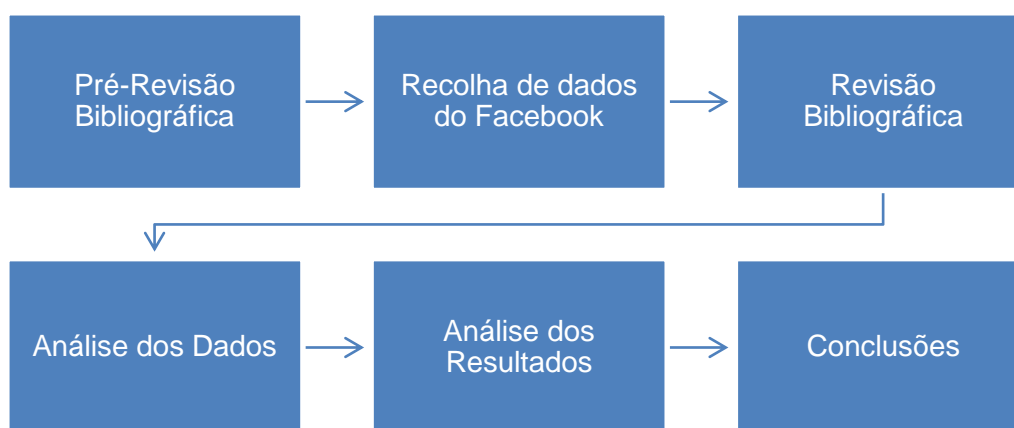 Pré-Revisão
Bibliográfica
Recolha de dados
do Facebook
Revisão
Bibliográfica
Análise dos Dados
Análise dos
Resultados
Conclusões